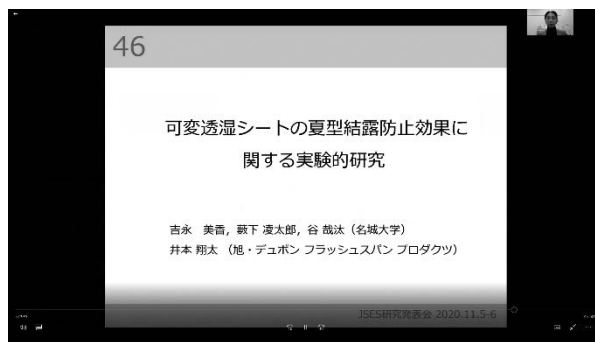 46
可変透湿シートの夏型結露防止効果に
関する実験的研究
吉永 美香, 藪下 凌太郎, 谷 哉汰 (名城大学)
井本 翔太 (旭・デュポン フラッシュスパン プロダクツ)
JSES研究発表会 2020.11.5-6